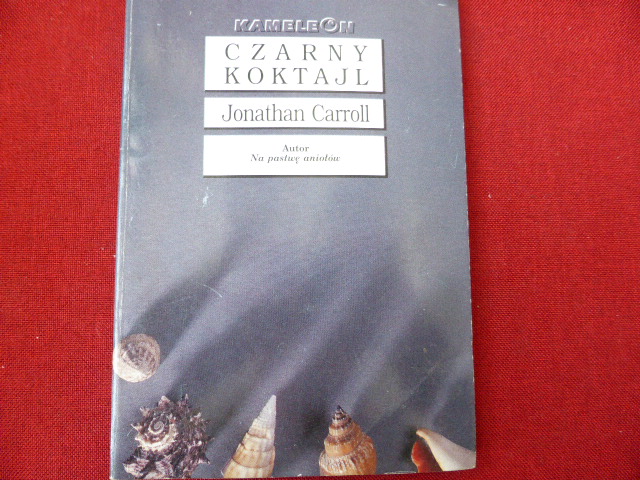 KAMELEON
CZARNY
KOKTAJL
Jonathan Carroll
Autor
Na pastwę aniołów